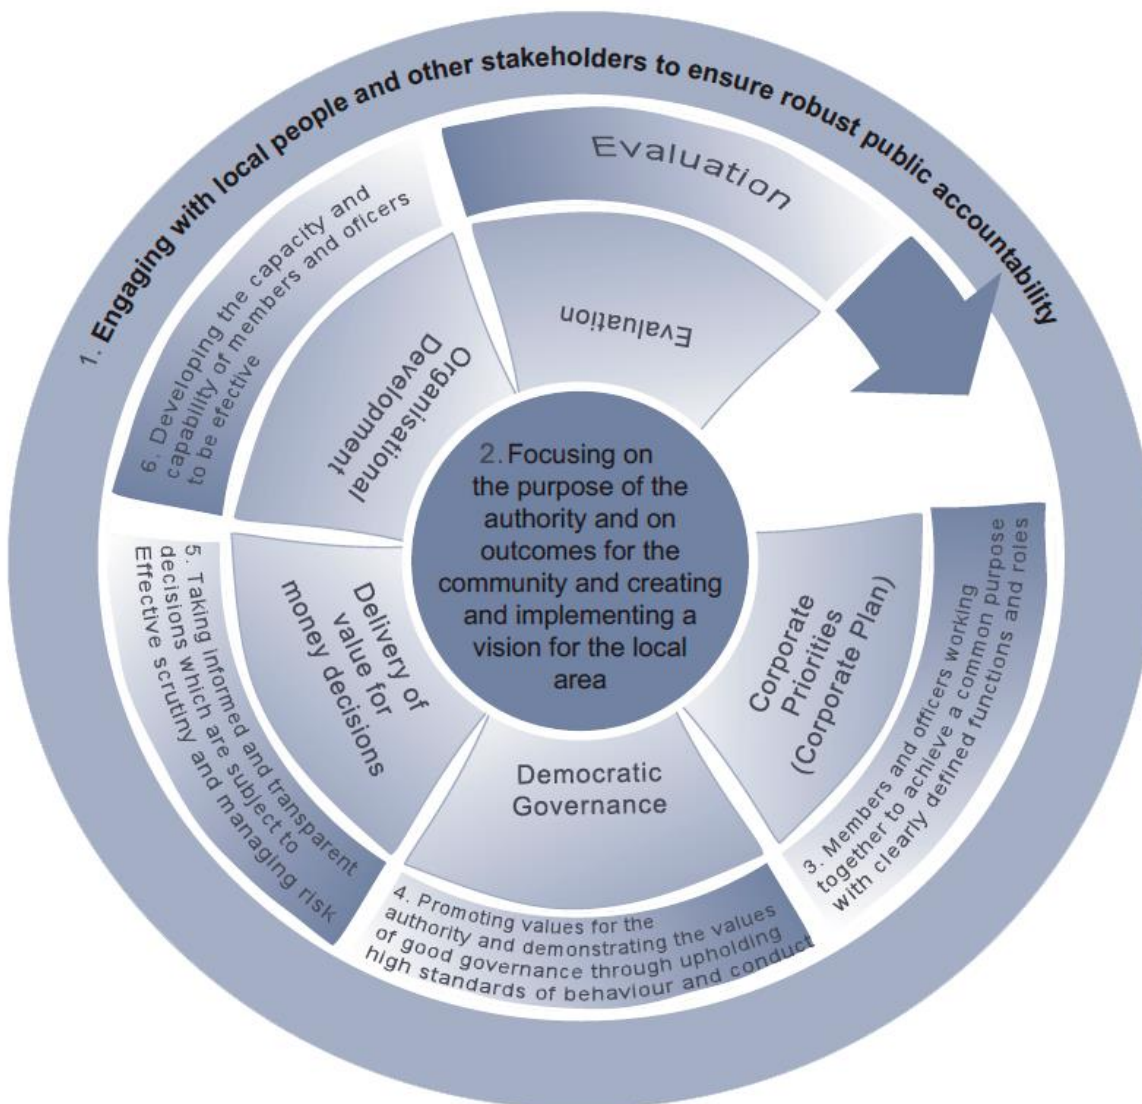 1. Engaging with local people and other stakeholders to ensure robust public accountability
Evaluation
Evaluation
2. Focusing on
the purpose of the
authority and on
outcomes for the
community and creating
and implementing a
vision for the local
area
Corporate
Priorities
(Corporate Plan)
3. Members and officers working
together to achieve a common purpose
with clearly defined functions and roles
Democratic
Governance
4. Promoting values for the
authority and demonstrating the values
of good governance through upholding
high standards of behaviour and conduct
Delivery of
value for
money decisions
5. Taking informed and transparent
decisions which are subject to
Effective scrutiny and managing risk
Organisational
Development
6. Developing the capacity and
capability of members and oficers
to be efective